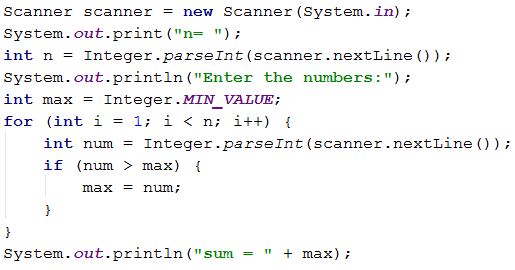 Scanner scanner = new Scanner(System.in);
System.out.print("n= ");
int n = Integer.parseInt(scanner.nextLine());
System.out.println("Enter the numbers:");
int max = Integer.MIN_VALUE;
for (int i = 1; i < n; i++) {
    int num = Integer.parseInt(scanner.nextLine());
    if (num > max) {
        max = num;
    }
}
System.out.println("sum = " + max);